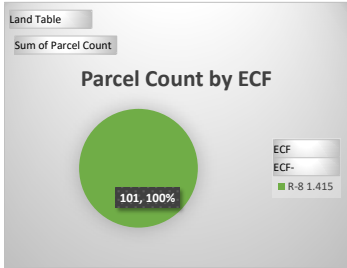 Land Table
Sum of Parcel Count
Parcel Count by ECF
101, 100%
ECF
ECF-
R-8 1.415